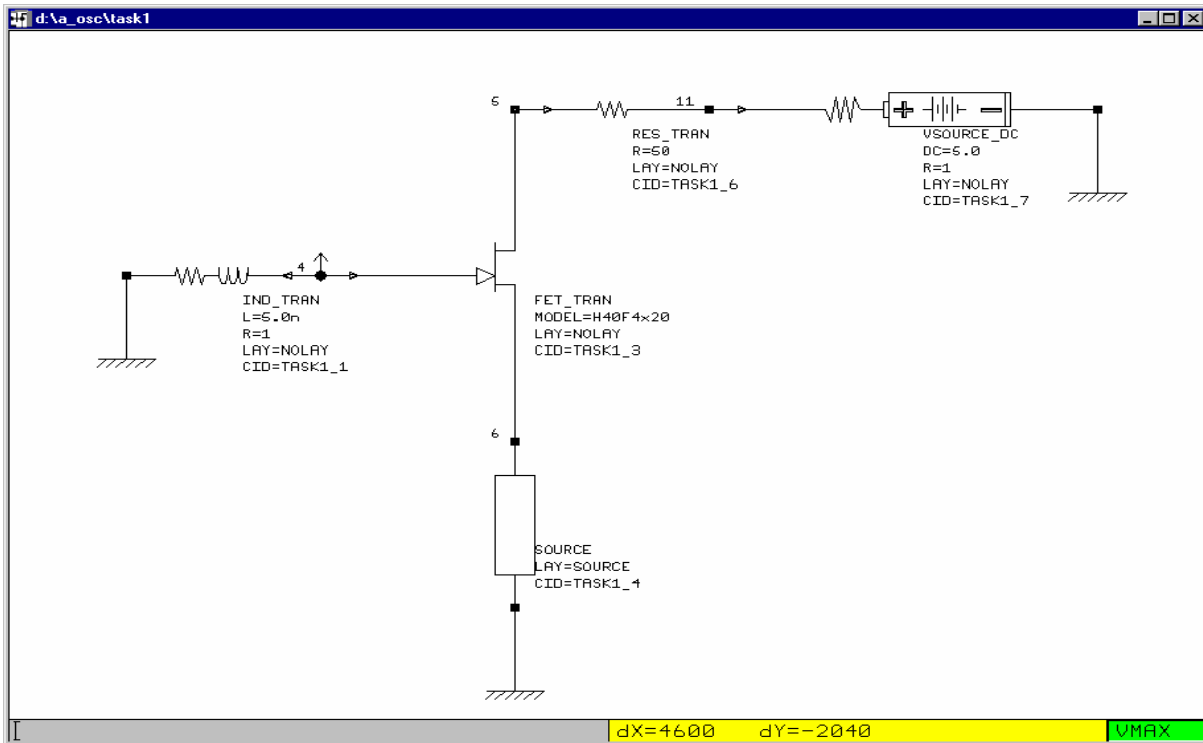 d:\a_osc\task1
5
11
RES_TRAN
R=50
LAY=NOLAY
CID=TASK1_6
VSOURCE_DC
DC=5.0
R=1
LAY=NOLAY
CID=TASK1_7
4
IND_TRAN
L=5.0n
R=1
LAY=NOLAY
CID=TASK1_1
FET_TRAN
MODEL=H40F4x20
LAY=NOLAY
CID=TASK1_3
6
SOURCE
LAY=SOURCE
CID=TASK1_4
dX=4600 dY=-2040
VMAX